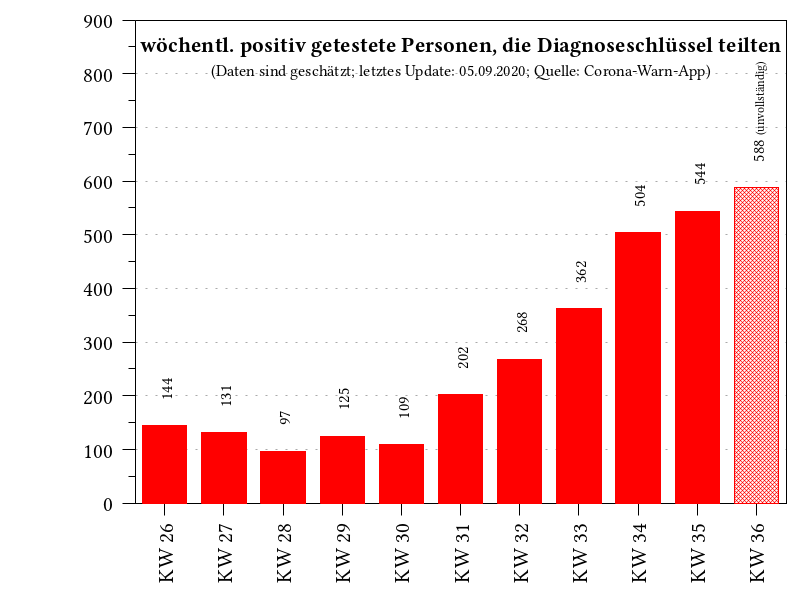 wöchentl. positiv getestete Personen, die Diagnoseschlüssel teilten
(Daten sind geschätzt; letztes Update: 05.09.2020; Quelle: Corona-Warn-App)
900
800
700
600
500
400
300
200
100
0
144
131
97
125
109
202
268
362
504
544
588 (unvollständig)
KW 26
KW 27
KW 28
KW 29
KW 30
KW 31
KW 32
KW 33
KW 34
KW 35
KW 36